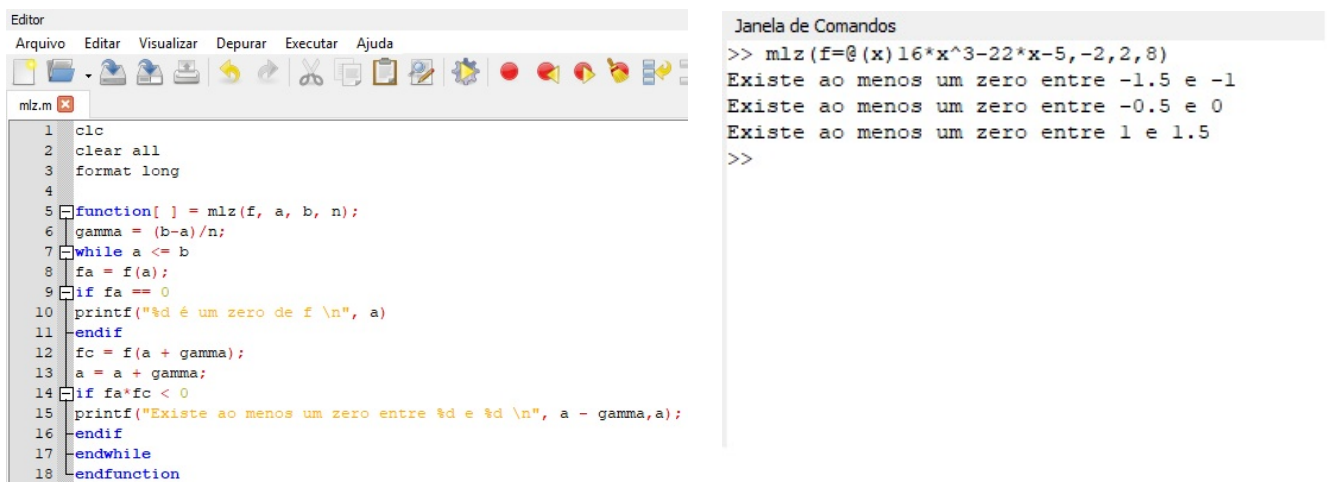 Editor
Arquivo Editar Visualizar Depurar Executar Ajuda
mlz.m
1 clc
2 clear all
3 format long
4
5 function[ ] = mlz(f, a, b, n);
6 gamma = (b-a)/n;
7 while a <= b
8 fa = f(a);
9 if fa == 0
10 printf("%d é um zero de f \n", a)
11 endif
12 fc = f(a + gamma);
13 a = a + gamma;
14 if fa*fc < 0
15 printf("Existe ao menos um zero entre %d e %d \n", a - gamma,a);
16 endif
17 endwhile
18 endfunction
Janela de Comandos
>> mlz(f=@(x)16*x^3-22*x-5,-2,2,8)
Existe ao menos um zero entre -1.5 e -1
Existe ao menos um zero entre -0.5 e 0
Existe ao menos um zero entre 1 e 1.5
>>